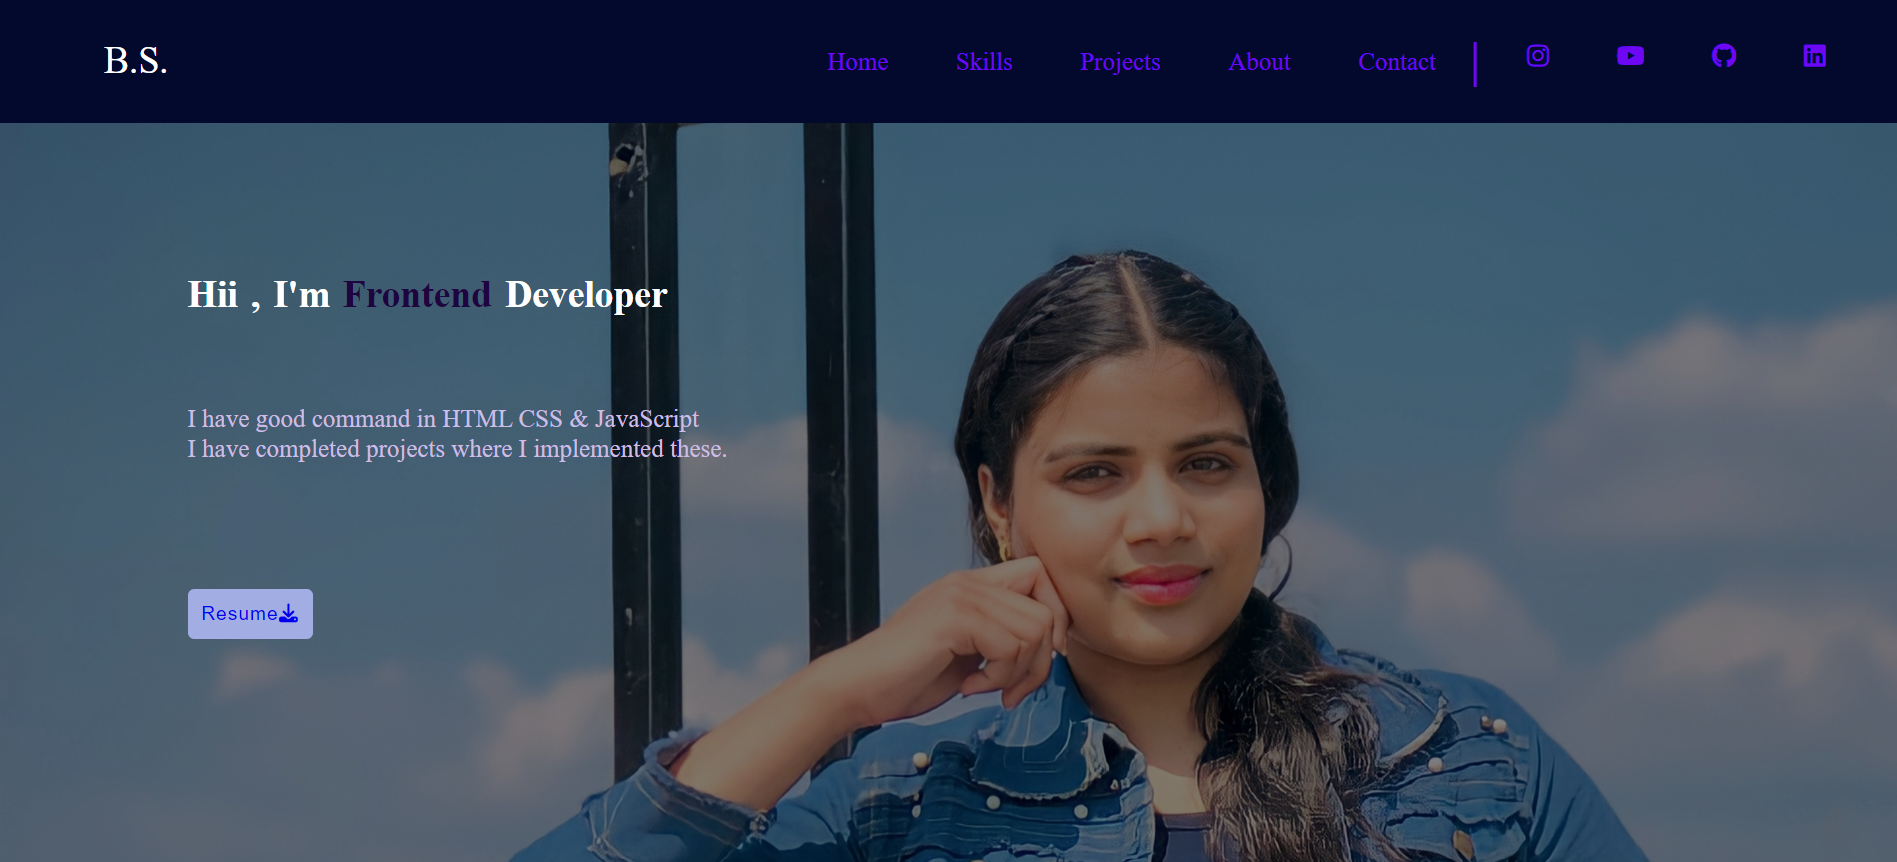 B.S.
Home Skills Projects About Contact
Hii , I'm Frontend Developer
I have good command in HTML CSS & JavaScript
I have completed projects where I implemented these.
Resume